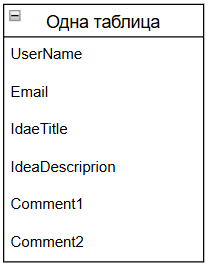 Одна таблица
UserName
Email
IdaeTitle
IdeaDescriprion
Comment1
Comment2